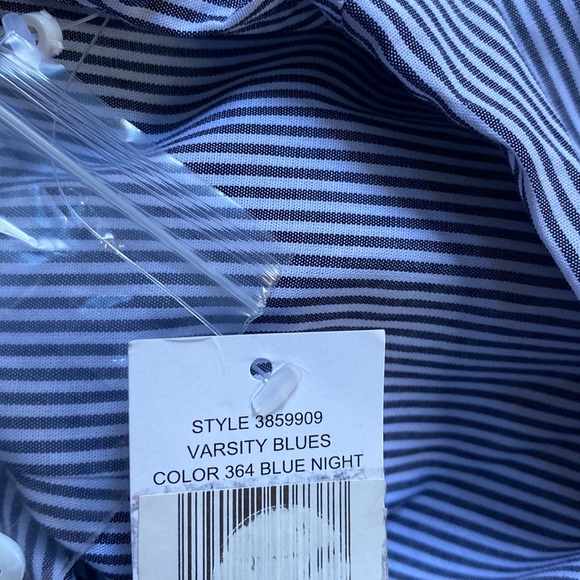 STYLE 3859909
VARSITY BLUES
COLOR 364 BLUE NIGHT